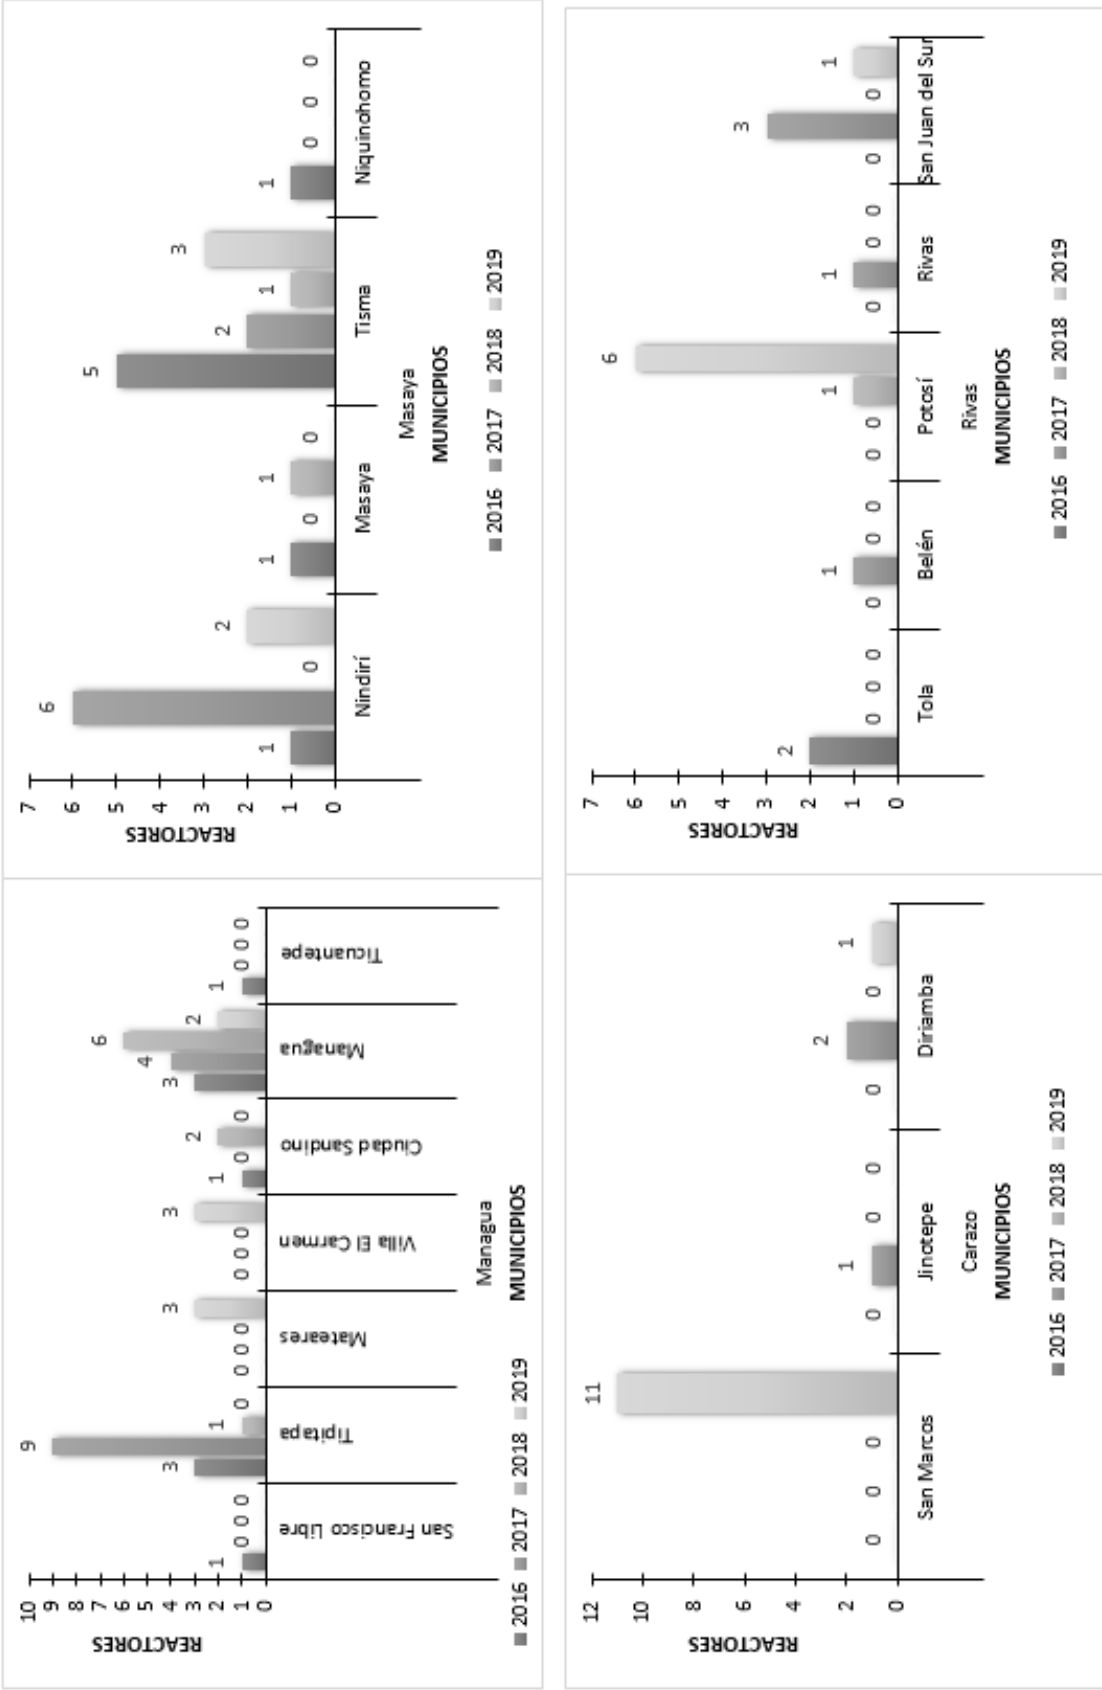 REACTORES
10
9
8
7
6
5
4
3
2
1
0
1 0 0 0
3 9 1 0
0 0 0 3
0 0 0 3
1 0 2 0
3 4 6 2
1 0 0 0
San Francisco Libre
Tipitapa
Mateares
Villa El Carmen
Ciudad Sandino
Managua
Ticuantepe
Managua
MUNICIPIOS
2016 2017 2018 2019
REACTORES
7
6
5
4
3
2
1
0
1 6 0 2
1 0 1 0
5 2 1 3
1 0 0 0
Nindirí
Masaya
Tisma
Niquinohomo
Masaya
MUNICIPIOS
2016 2017 2018 2019
REACTORES
12
10
8
6
4
2
0
0 0 0 11
0 1 0 0
0 2 0 1
San Marcos
Jinotepe
Diriamba
Carazo
MUNICIPIOS
2016 2017 2018 2019
REACTORES
7
6
5
4
3
2
1
0
2 0 0 0
0 1 0 0
0 0 1 6
0 1 0 0
0 3 0 1
Tola
Belén
Potosí
Rivas
San Juan del Sur
Rivas
MUNICIPIOS
2016 2017 2018 2019